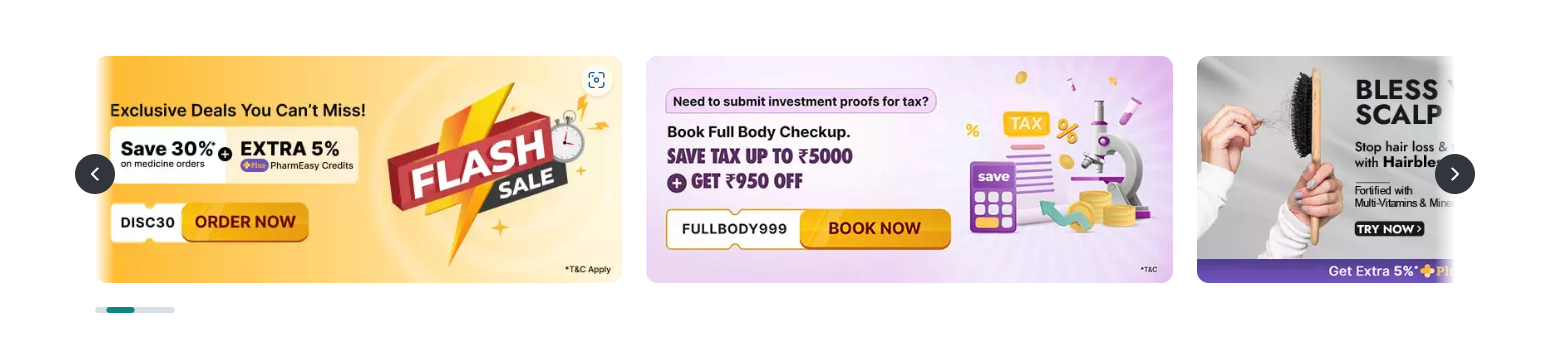 Exclusive Deals You Can't Miss!
Save 30%*
on medicine orders
EXTRA 5%
Plus PharmEasy Credits
DISC30
ORDER NOW
FLASH
SALE
*T&C Apply
Need to submit investment proofs for tax?
Book Full Body Checkup.
SAVE TAX UP TO ₹5000
+ GET ₹950 OFF
FULLBODY999
BOOK NOW
%
TAX
%
save
*T&C
BLESS
SCALP
Stop hair loss &
with
Fortified with
Multi-Vitamins &
TRY NOW >
Get Extra 5%*